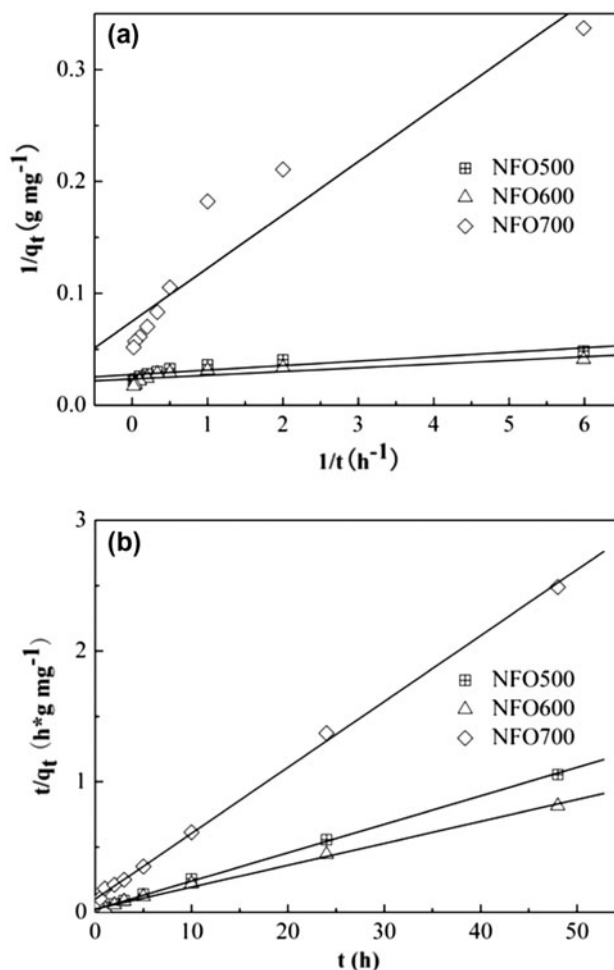 (a)
1/qt (g mg-1)
0.3
0.2
0.1
0.0
NFO500
NFO600
NFO700
0 1 2 3 4 5 6
1/t (h-1)
(b)
t/qt (h*g mg-1)
3
2
1
0
NFO500
NFO600
NFO700
0 10 20 30 40 50
t (h)